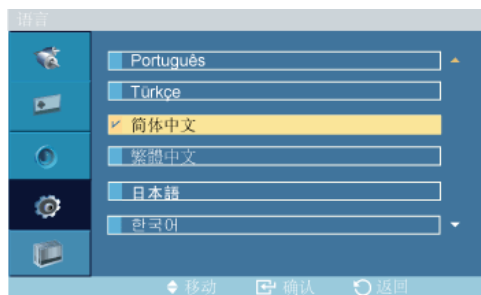 语言
Português
Türkçe
简体中文
繁體中文
日本語
한국어
移动 确认 返回